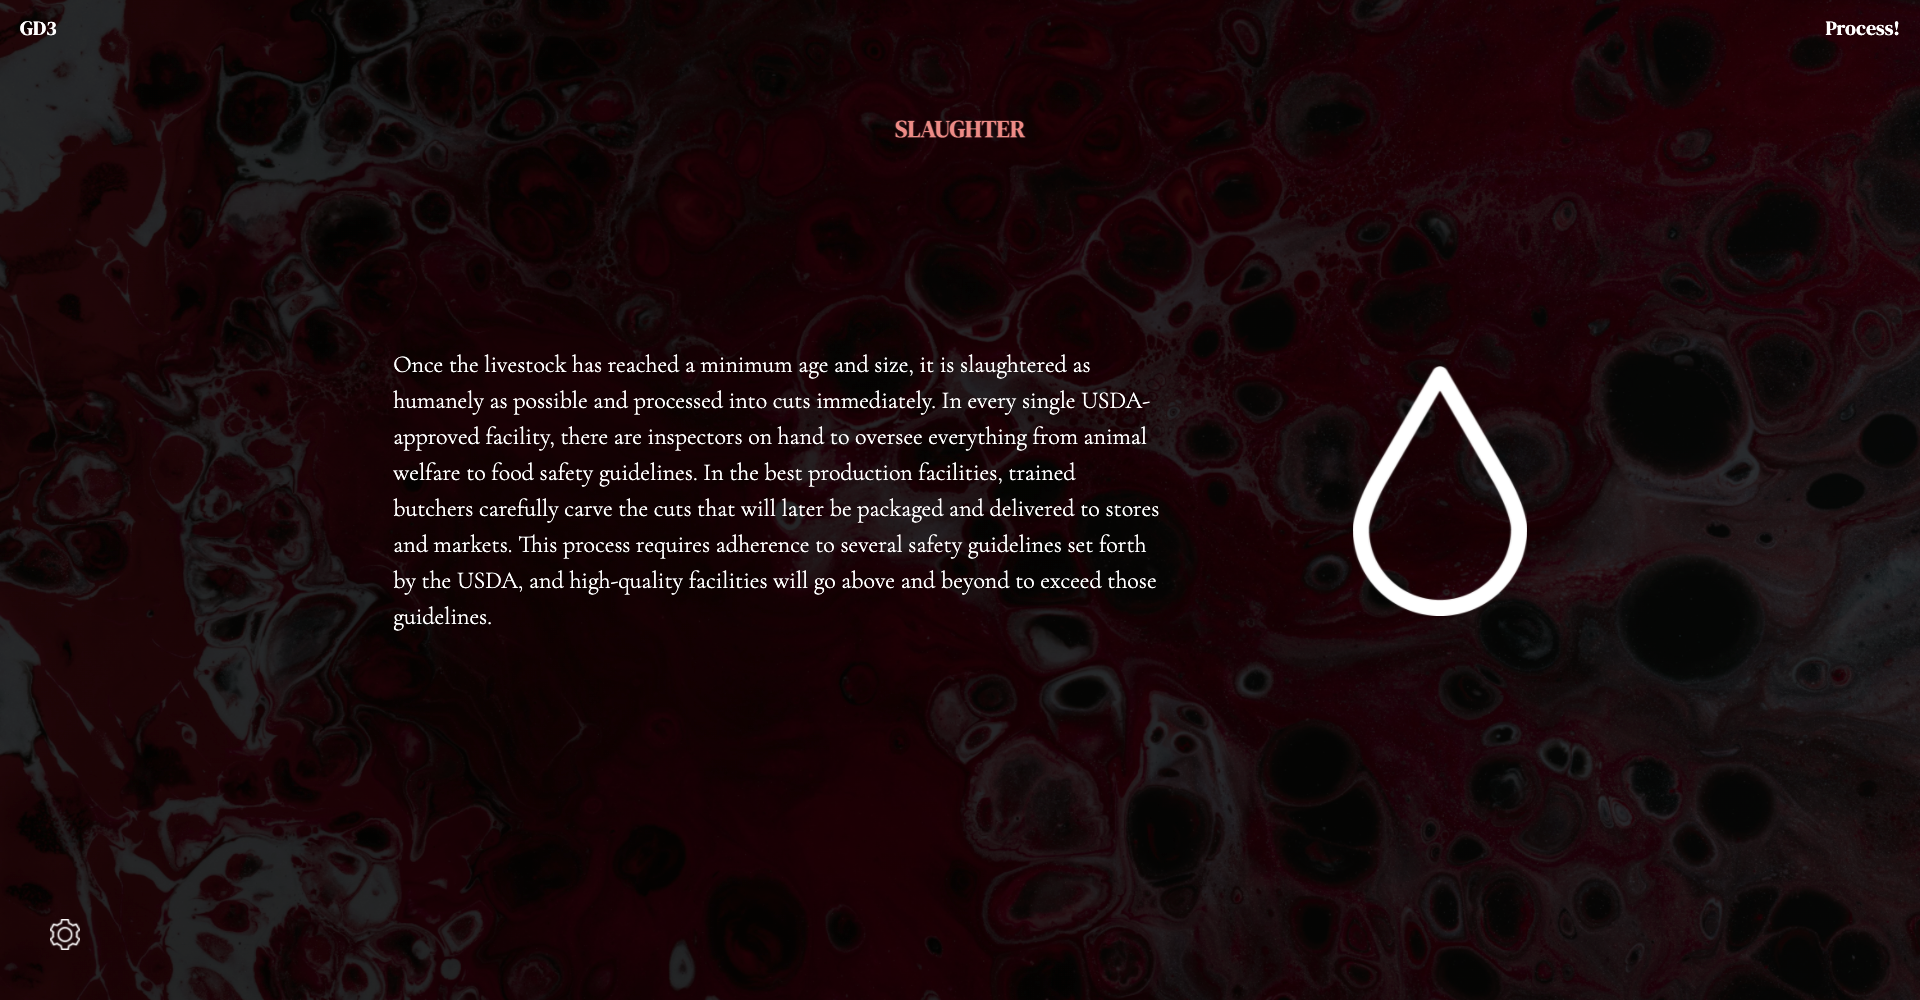 GD3
Process!
SLAUGHTER
Once the livestock has reached a minimum age and size, it is slaughtered as
humanely as possible and processed into cuts immediately. In every single USDA-
approved facility, there are inspectors on hand to oversee everything from animal
welfare to food safety guidelines. In the best production facilities, trained
butchers carefully carve the cuts that will later be packaged and delivered to stores
and markets. This process requires adherence to several safety guidelines set forth
by the USDA, and high-quality facilities will go above and beyond to exceed those
guidelines.